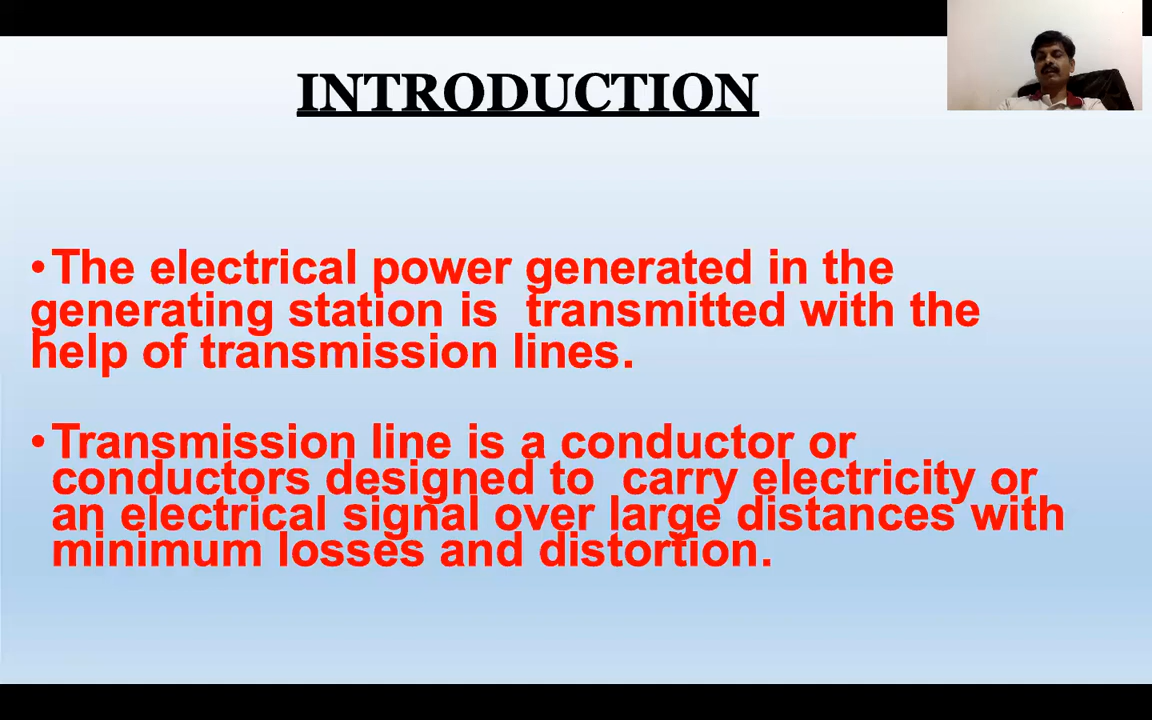 INTRODUCTION
•The electrical power generated in the
generating station is  transmitted with the
help of transmission lines.
•Transmission line is a conductor or
conductors designed to  carry electricity or
an electrical signal over large distances with
minimum losses and distortion.